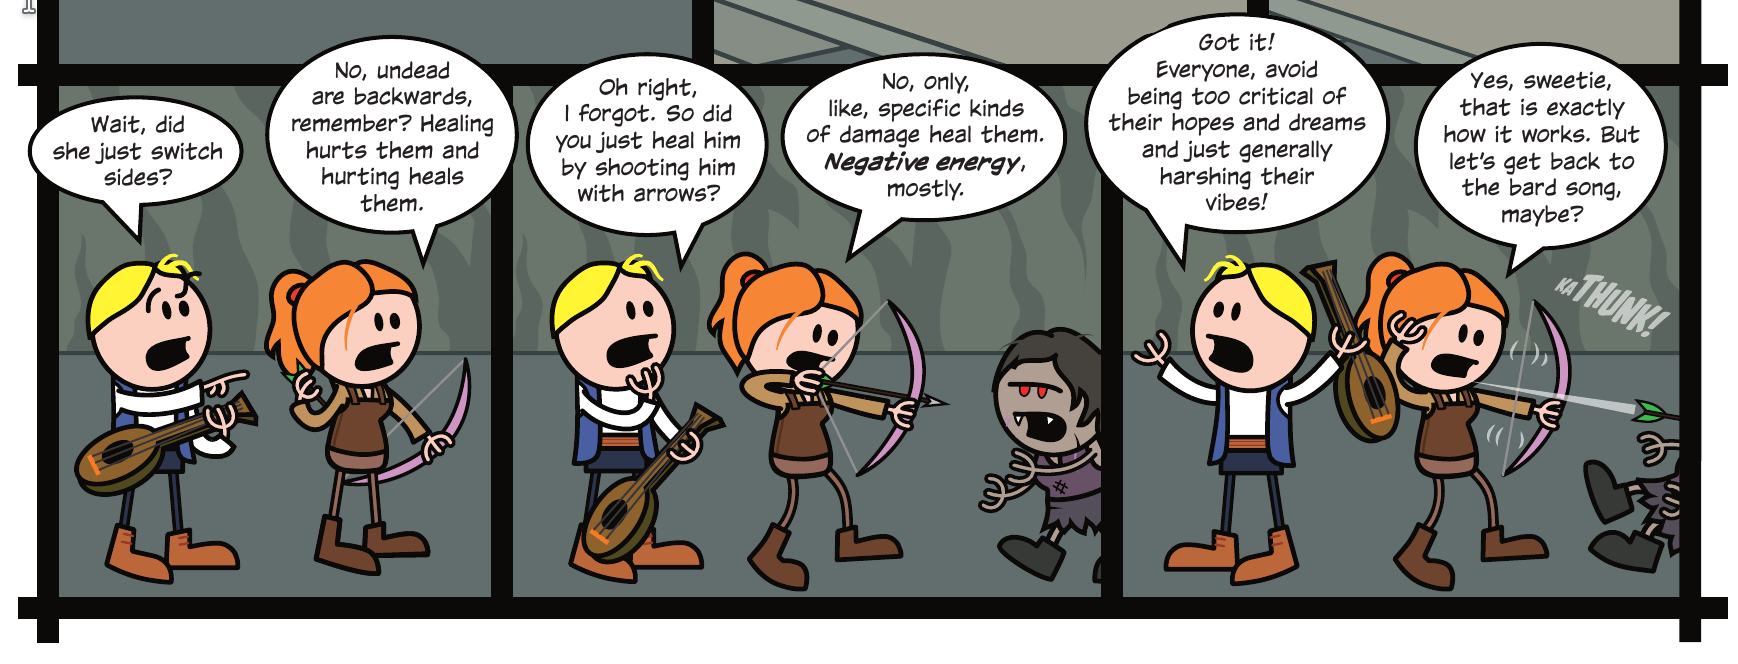 Wait, did
she just switch
sides?
No, undead
are backwards,
remember? Healing
hurts them and
hurting heals
them.
Oh right,
I forgot. So did
you just heal him
by shooting him
with arrows?
No, only,
like, specific kinds
of damage heal them.
Negative energy,
mostly.
Got it!
Everyone, avoid
being too critical of
their hopes and dreams
and just generally
harshing their
vibes!
Yes, sweetie,
that is exactly
how it works. But
let's get back to
the bard song,
maybe?
KATHUNK!